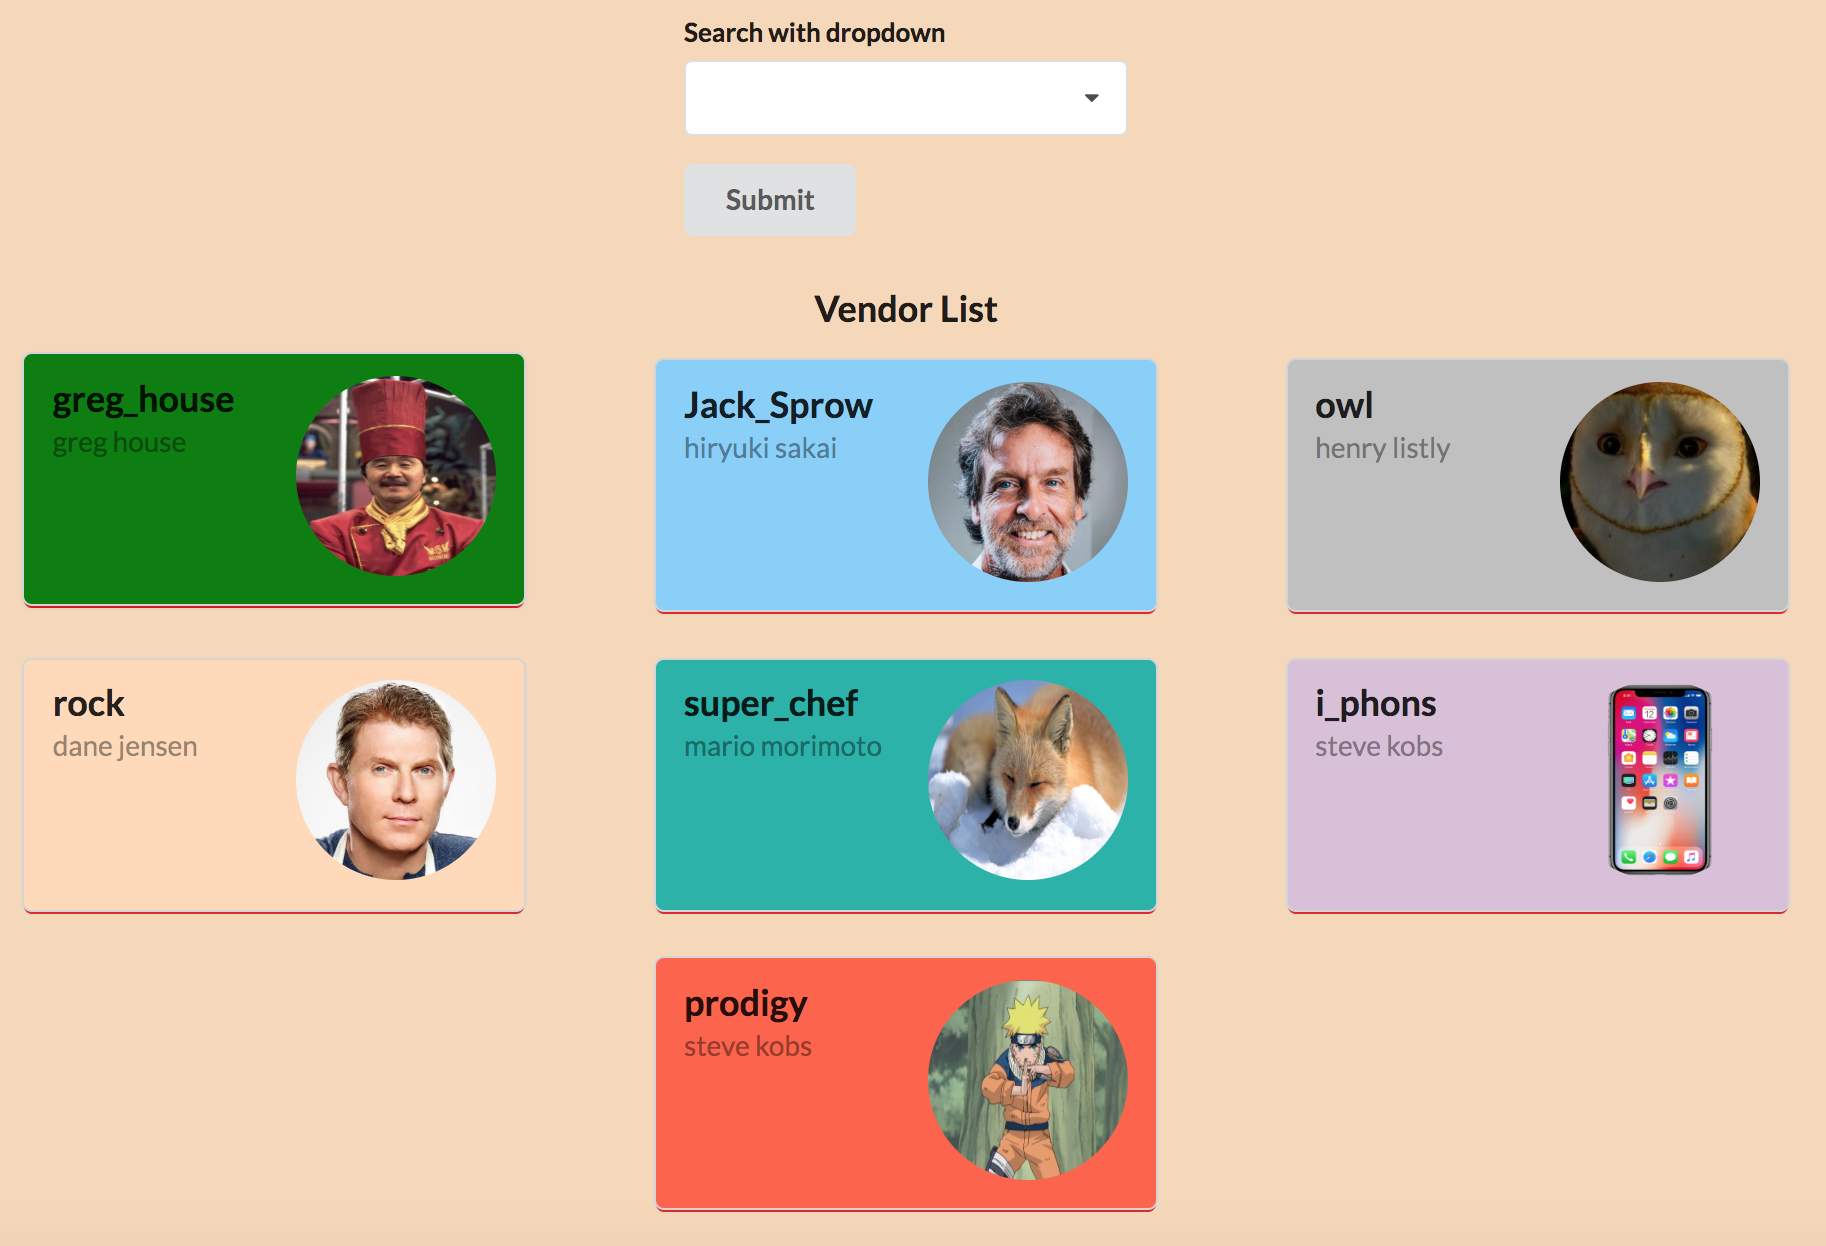 Search with dropdown
Submit
Vendor List
greg_house
greg house
Jack_Sprow
hiryuki sakai
owl
henry listly
rock
dane jensen
super_chef
mario morimoto
i_phons
steve kobs
prodigy
steve kobs